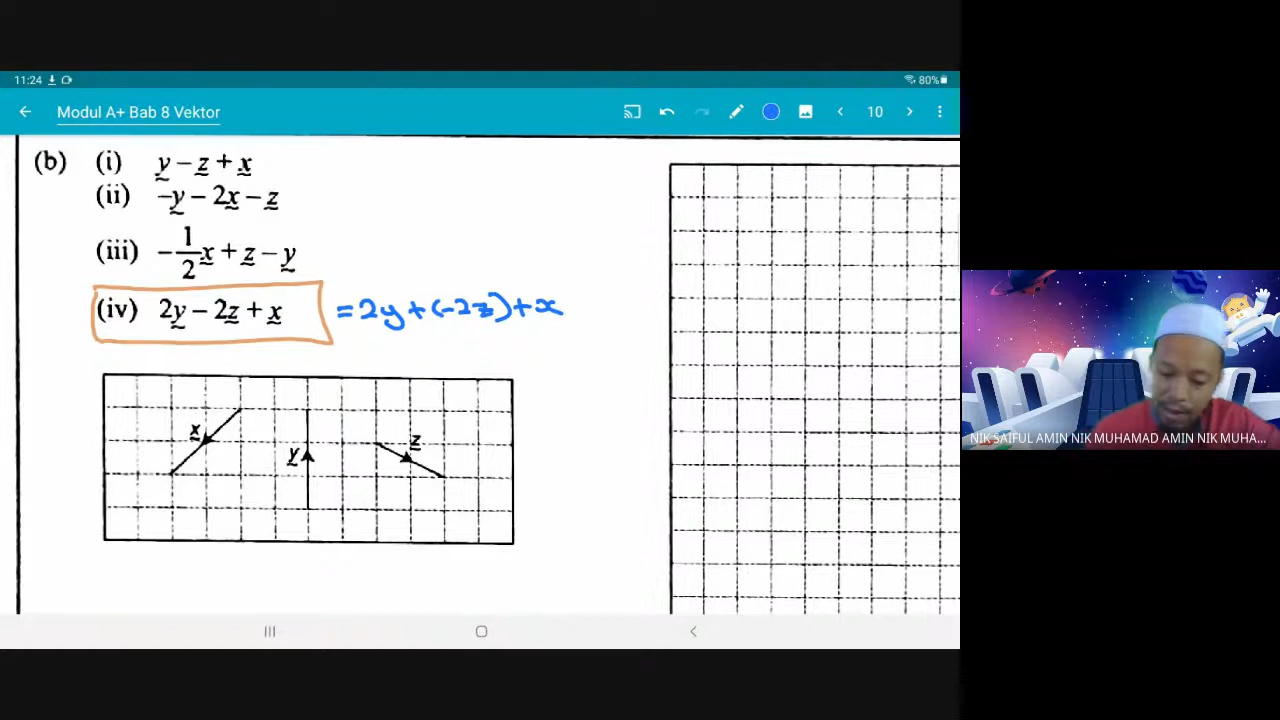 11:24 80%
Modul A+ Bab 8 Vektor 10
(b) (i) y − z + x
(ii) -y − 2x − z
(iii) −1/2x + z − y
(iv) 2y − 2z + x = 2y + (-2z) + x
x
y
z
NIK SAIFUL AMIN NIK MUHAMAD AMIN NIK MUHA...